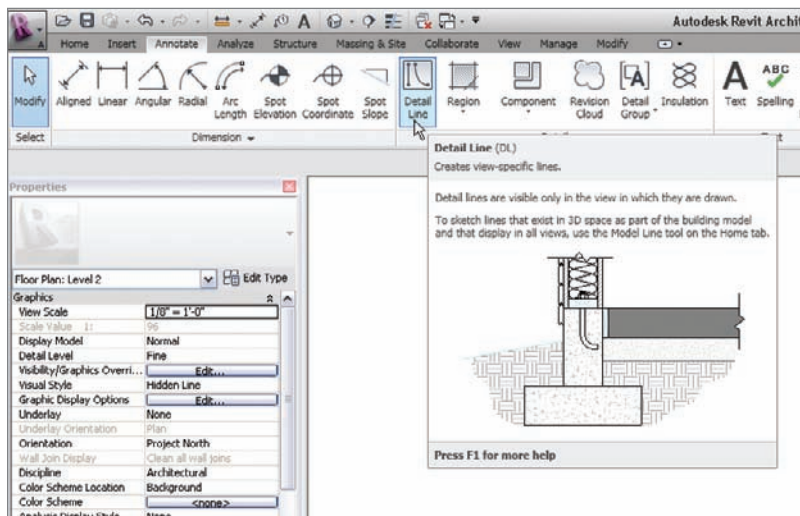 Autodesk Revit Archit
Home Insert Annotate Analyze Structure Massing & Site Collaborate View Manage Modify
Modify Aligned Linear Angular Radial Arc Length Spot Elevation Spot Coordinate Spot Slope Detail Line Region Component Revision Cloud Detail Group Insulation Text ABC Spelling
Select Dimension
Detail Line (DL)
Creates view-specific lines.
Detail lines are visible only in the view in which they are drawn.
To sketch lines that exist in 3D space as part of the building model
and that display in all views, use the Model Line tool on the Home tab.
Press F1 for more help
Properties
Floor Plan: Level 2 Edit Type
Graphics
View Scale 1/8" = 1'-0"
Scale Value 1: 96
Display Model Normal
Detail Level Fine
Visibility/Graphics Overri... Edit...
Visual Style Hidden Line
Graphic Display Options Edit...
Underlay None
Underlay Orientation Plan
Orientation Project North
Wall Join Display Clean all wall joins
Discipline Architectural
Color Scheme Location Background
Color Scheme <none>
Analysis Display Style None